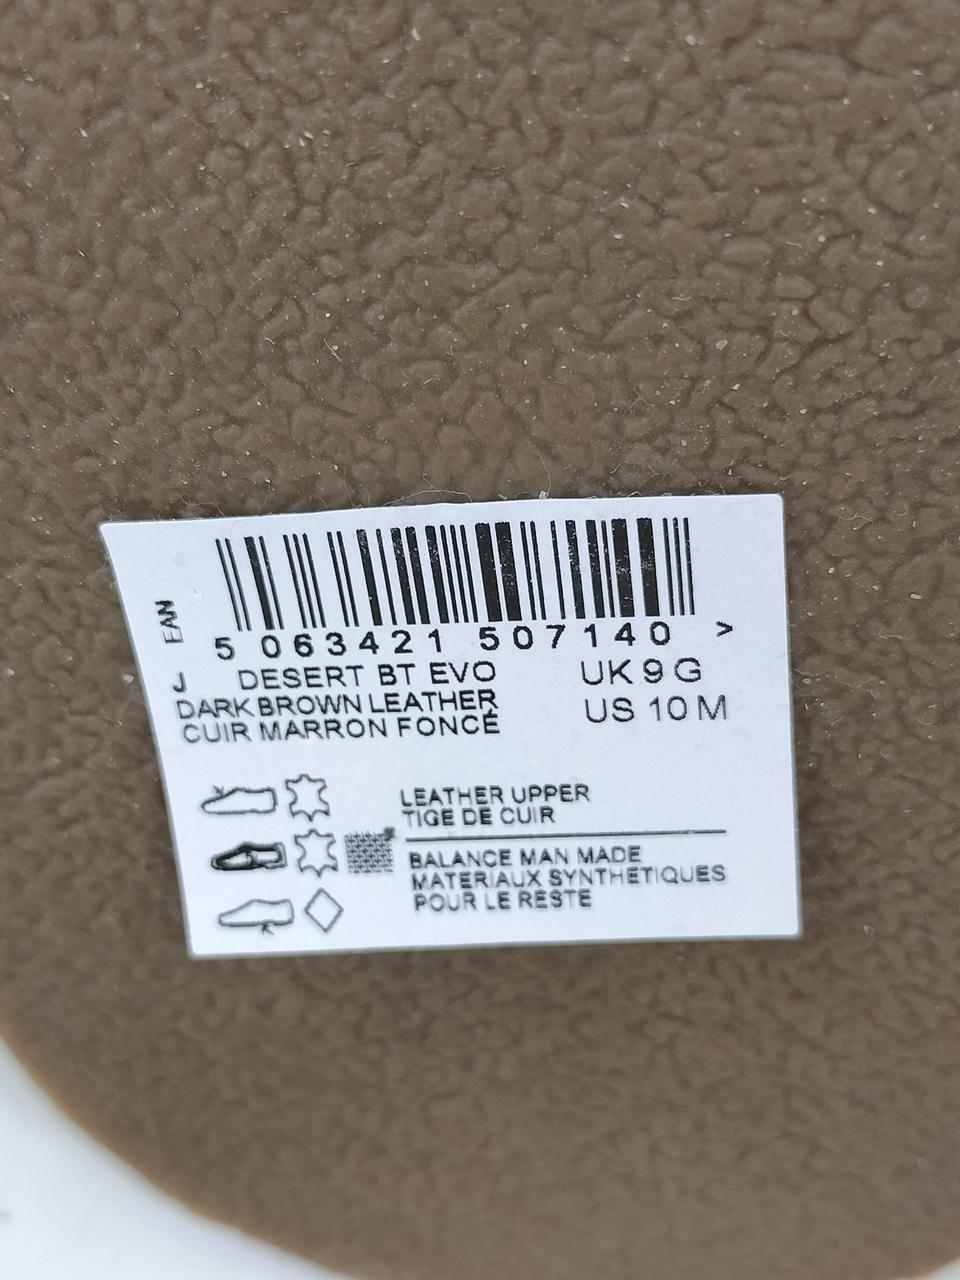 EAN
5 063421 507140 >
J DESERT BT EVO UK 9 G
DARK BROWN LEATHER US 10 M
CUIR MARRON FONCÉ
LEATHER UPPER
TIGE DE CUIR
BALANCE MAN MADE
MATERIAUX SYNTHETIQUES
POUR LE RESTE